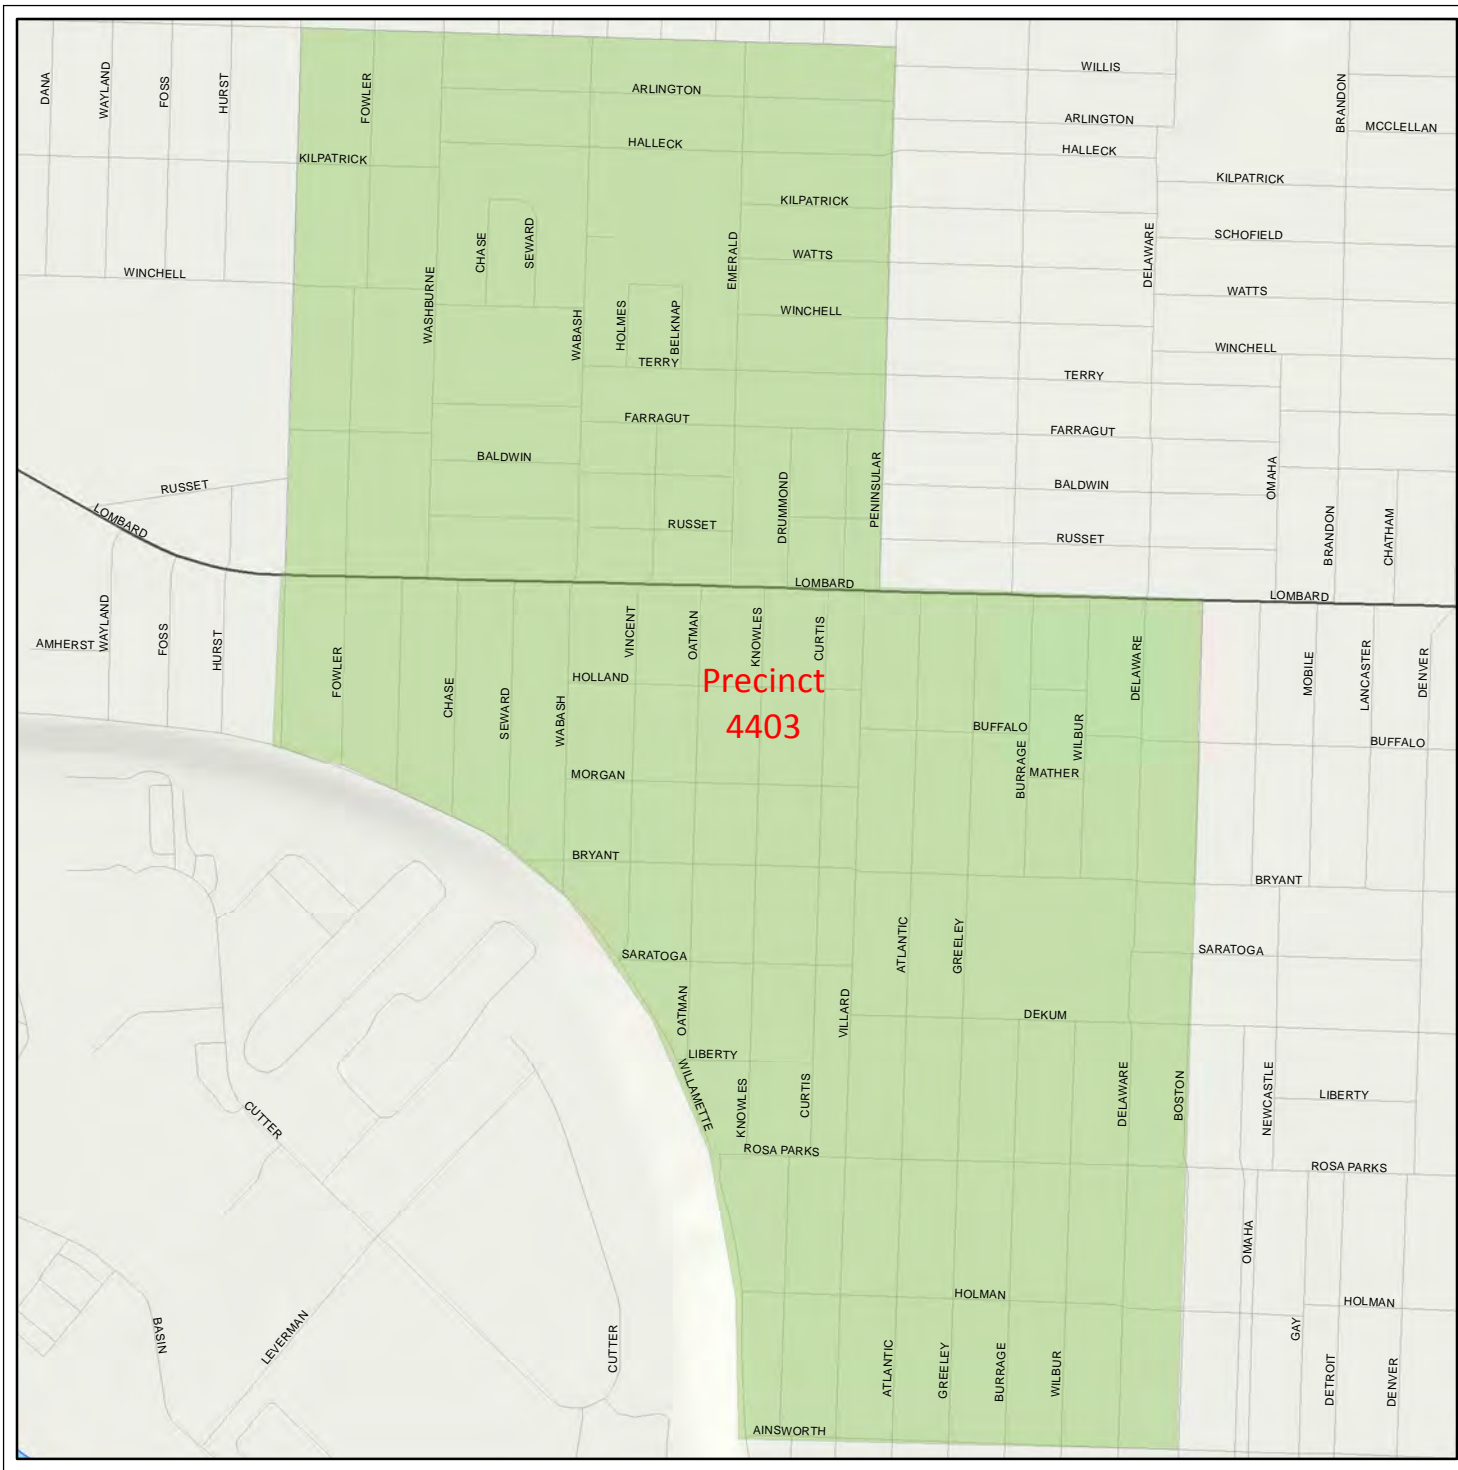 DANA
WAYLAND
FOSS
HURST
FOWLER
ARLINGTON
WILLIS
BRANDON
ARLINGTON
MCCLELLAN
HALLECK
HALLECK
KILPATRICK
KILPATRICK
KILPATRICK
CHASE
SEWARD
EMERALD
WATTS
DELAWARE
SCHOFIELD
WINCHELL
WASHBURNE
WABASH
HOLMES
BELKNAP
WINCHELL
WATTS
TERRY
TERRY
WINCHELL
FARRAGUT
FARRAGUT
BALDWIN
RUSSET
LOMBARD
RUSSET
DRUMMOND
PENINSULAR
BALDWIN
OMAHA
RUSSET
BRANDON
CHATHAM
LOMBARD
LOMBARD
AMHERST
WAYLAND
FOSS
HURST
FOWLER
CHASE
SEWARD
WABASH
HOLLAND
VINCENT
OATMAN
KNOWLES
CURTIS
Precinct
4403
DELAWARE
MOBILE
LANCASTER
DENVER
BUFFALO
BURRAGE
WILBUR
MATHER
BUFFALO
MORGAN
BRYANT
BRYANT
SARATOGA
ATLANTIC
GREELEY
SARATOGA
OATMAN
VILLARD
DEKUM
LIBERTY
WILLAMETTE
KNOWLES
CURTIS
DELAWARE
BOSTON
NEWCASTLE
LIBERTY
CUTTER
ROSA PARKS
ROSA PARKS
OMAHA
HOLMAN
HOLMAN
BASIN
LEVERMAN
CUTTER
ATLANTIC
GREELEY
BURRAGE
WILBUR
GAY
DETROIT
DENVER
AINSWORTH